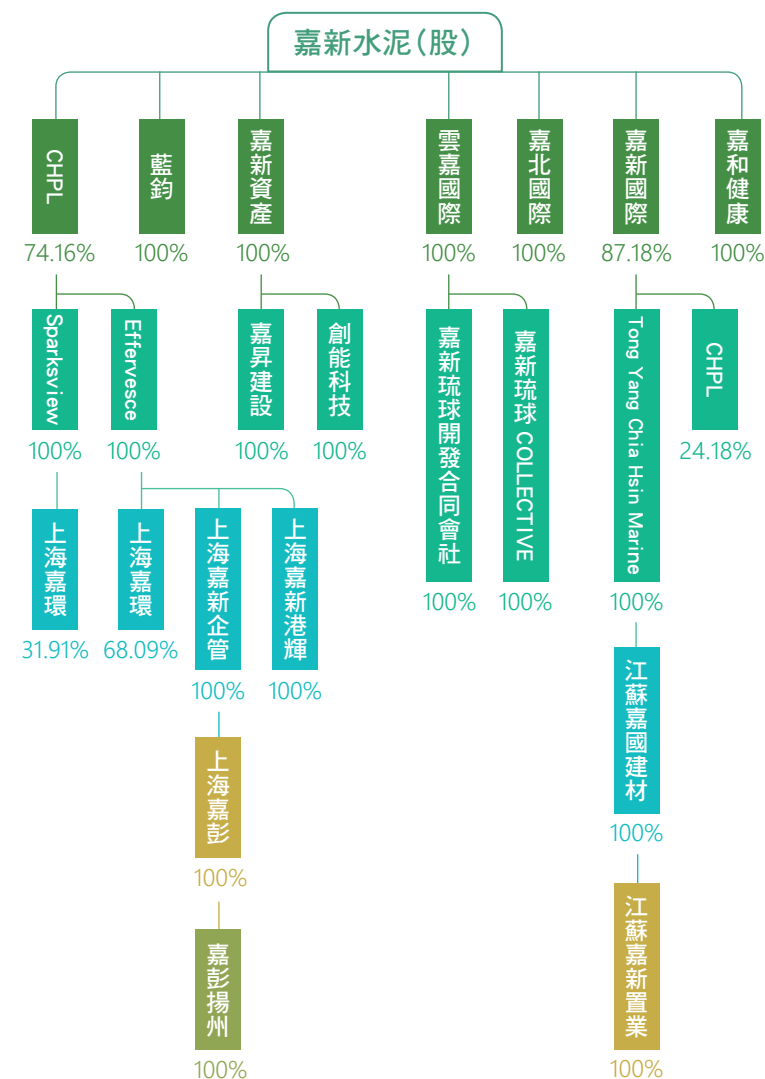 嘉新水泥(股)
CHPL
藍鈞
嘉新資產
雲嘉國際
嘉北國際
嘉新國際
嘉和健康
74.16%
100%
100%
100%
100%
87.18%
100%
Sparksview
Effervesce
嘉昇建設
創能科技
嘉新琉球開發合同會社
嘉新琉球 COLLECTIVE
Tong Yang Chia Hsin Marine
CHPL
100%
100%
100%
100%
24.18%
100%
100%
100%
上海嘉環
上海嘉環
上海嘉新企管
上海嘉新港輝
31.91%
68.09%
100%
100%
江蘇嘉國建材
100%
上海嘉彭
100%
江蘇嘉新置業
100%
嘉彭揚州
100%